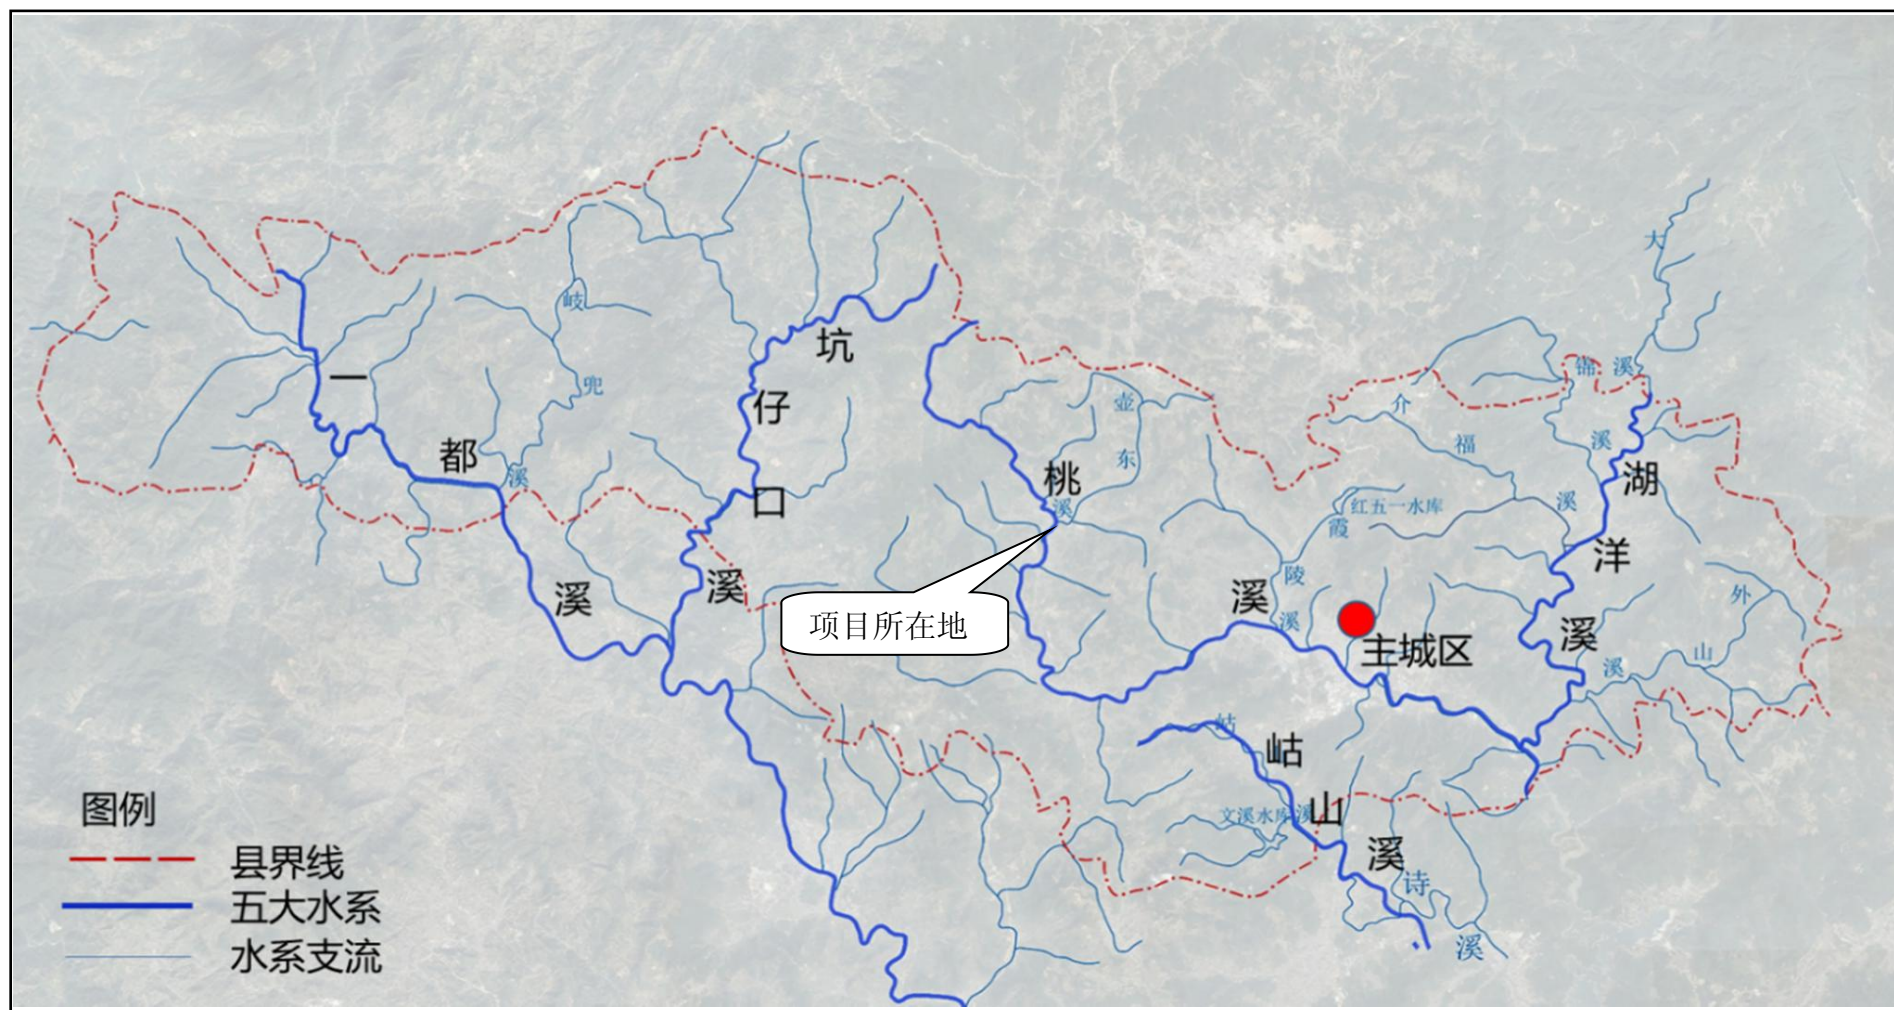 一都溪
坑仔口溪
桃溪
湖洋溪
岵山溪
岐兜溪
壶东溪
霞陵溪
介福溪
锦溪
大溪
外山溪
姑溪
诗溪
红五一水库
文溪水库
主城区
项目所在地
图例
县界线
五大水系
水系支流